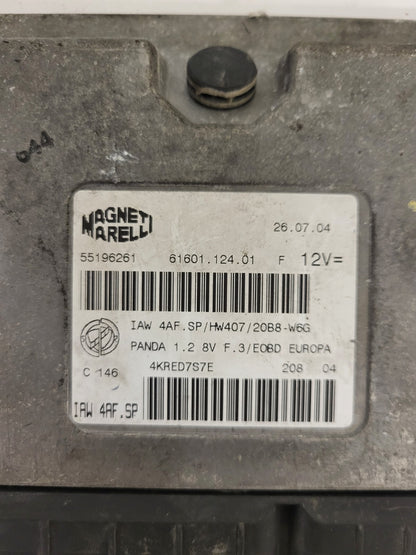 044
MAGNETI
MARELLI
26.07.04
55196261 61601.124.01 F 12V=
IAW 4AF.SP/HW407/20B8-W6G
PANDA 1.2 8V F.3/EOBD EUROPA
C 146 4KRED7S7E 208 04
IAW 4AF.SP